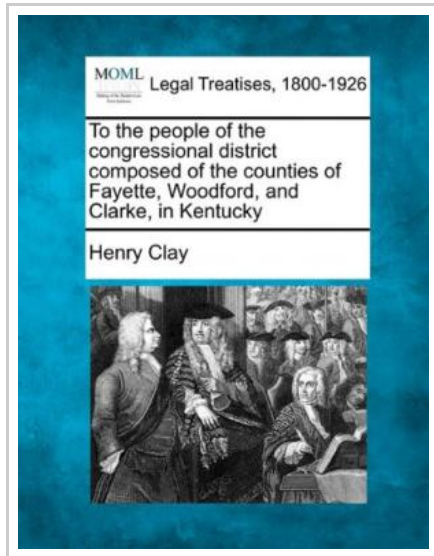 MOML
Legal Treatises, 1800-1926
To the people of the
congressional district
composed of the counties of
Fayette, Woodford, and
Clarke, in Kentucky
Henry Clay